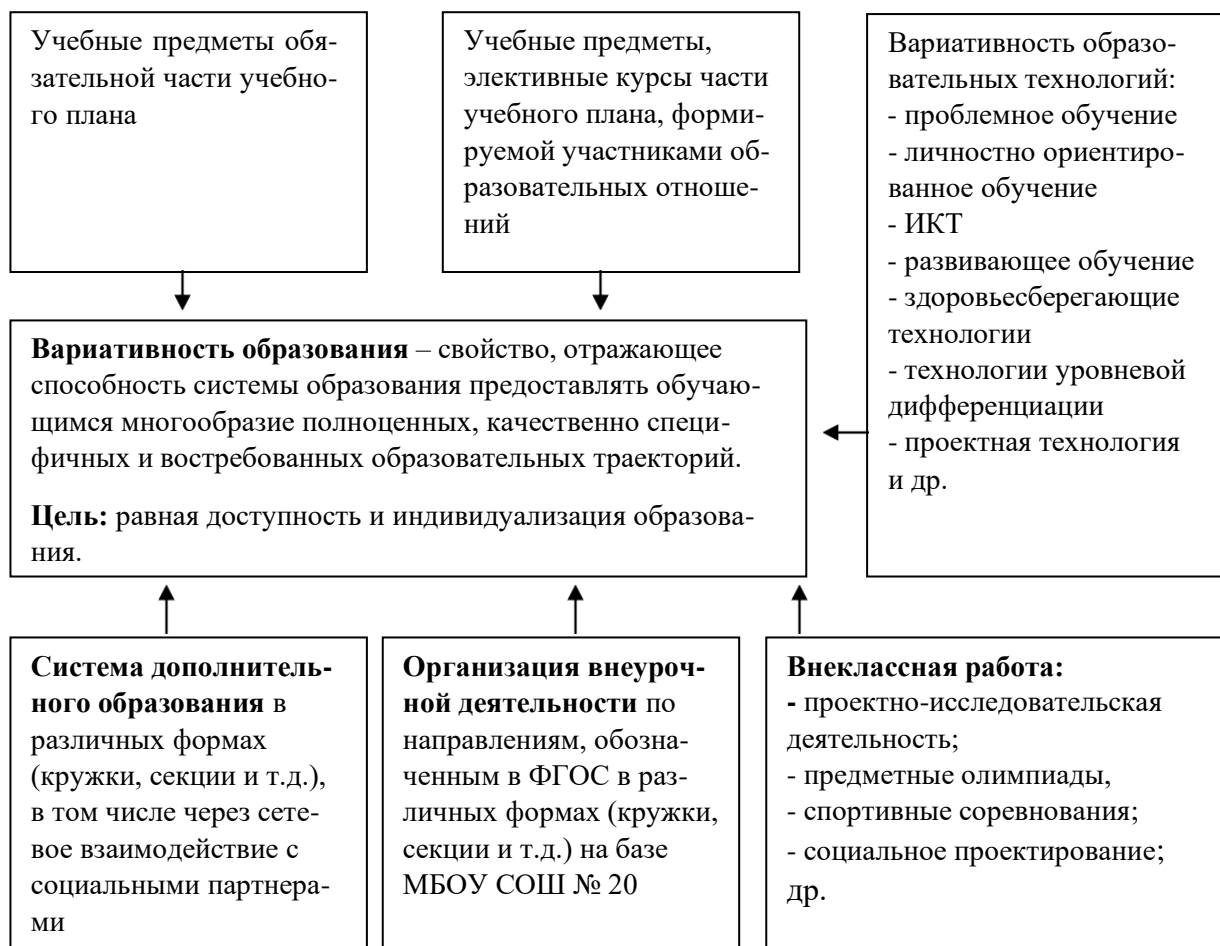 Учебные предметы обя-
зательной части учебно-
го плана
Учебные предметы,
элективные курсы части
учебного плана, форми-
руемой участниками об-
разовательных отноше-
ний
Вариативность образо-
вательных технологий:
- проблемное обучение
- личностно ориентиро-
ванное обучение
- ИКТ
- развивающее обучение
- здоровьесберегающие
технологии
- технологии уровневой
дифференциации
- проектная технология
и др.
Вариативность образования – свойство, отражающее
способность системы образования предоставлять обучаю-
щимся многообразие полноценных, качественно специ-
фичных и востребованных образовательных траекторий.
Цель: равная доступность и индивидуализация образова-
ния.
Система дополнитель-
ного образования в
различных формах
(кружки, секции и т.д.),
в том числе через сете-
вое взаимодействие с
социальными партнера-
ми
Организация внеуроч-
ной деятельности по
направлениям, обозна-
ченным в ФГОС в раз-
личных формах (кружки,
секции и т.д.) на базе
МБОУ СОШ № 20
Внеклассная работа:
- проектно-исследовательская
деятельность;
- предметные олимпиады,
- спортивные соревнования;
- социальное проектирование;
др.